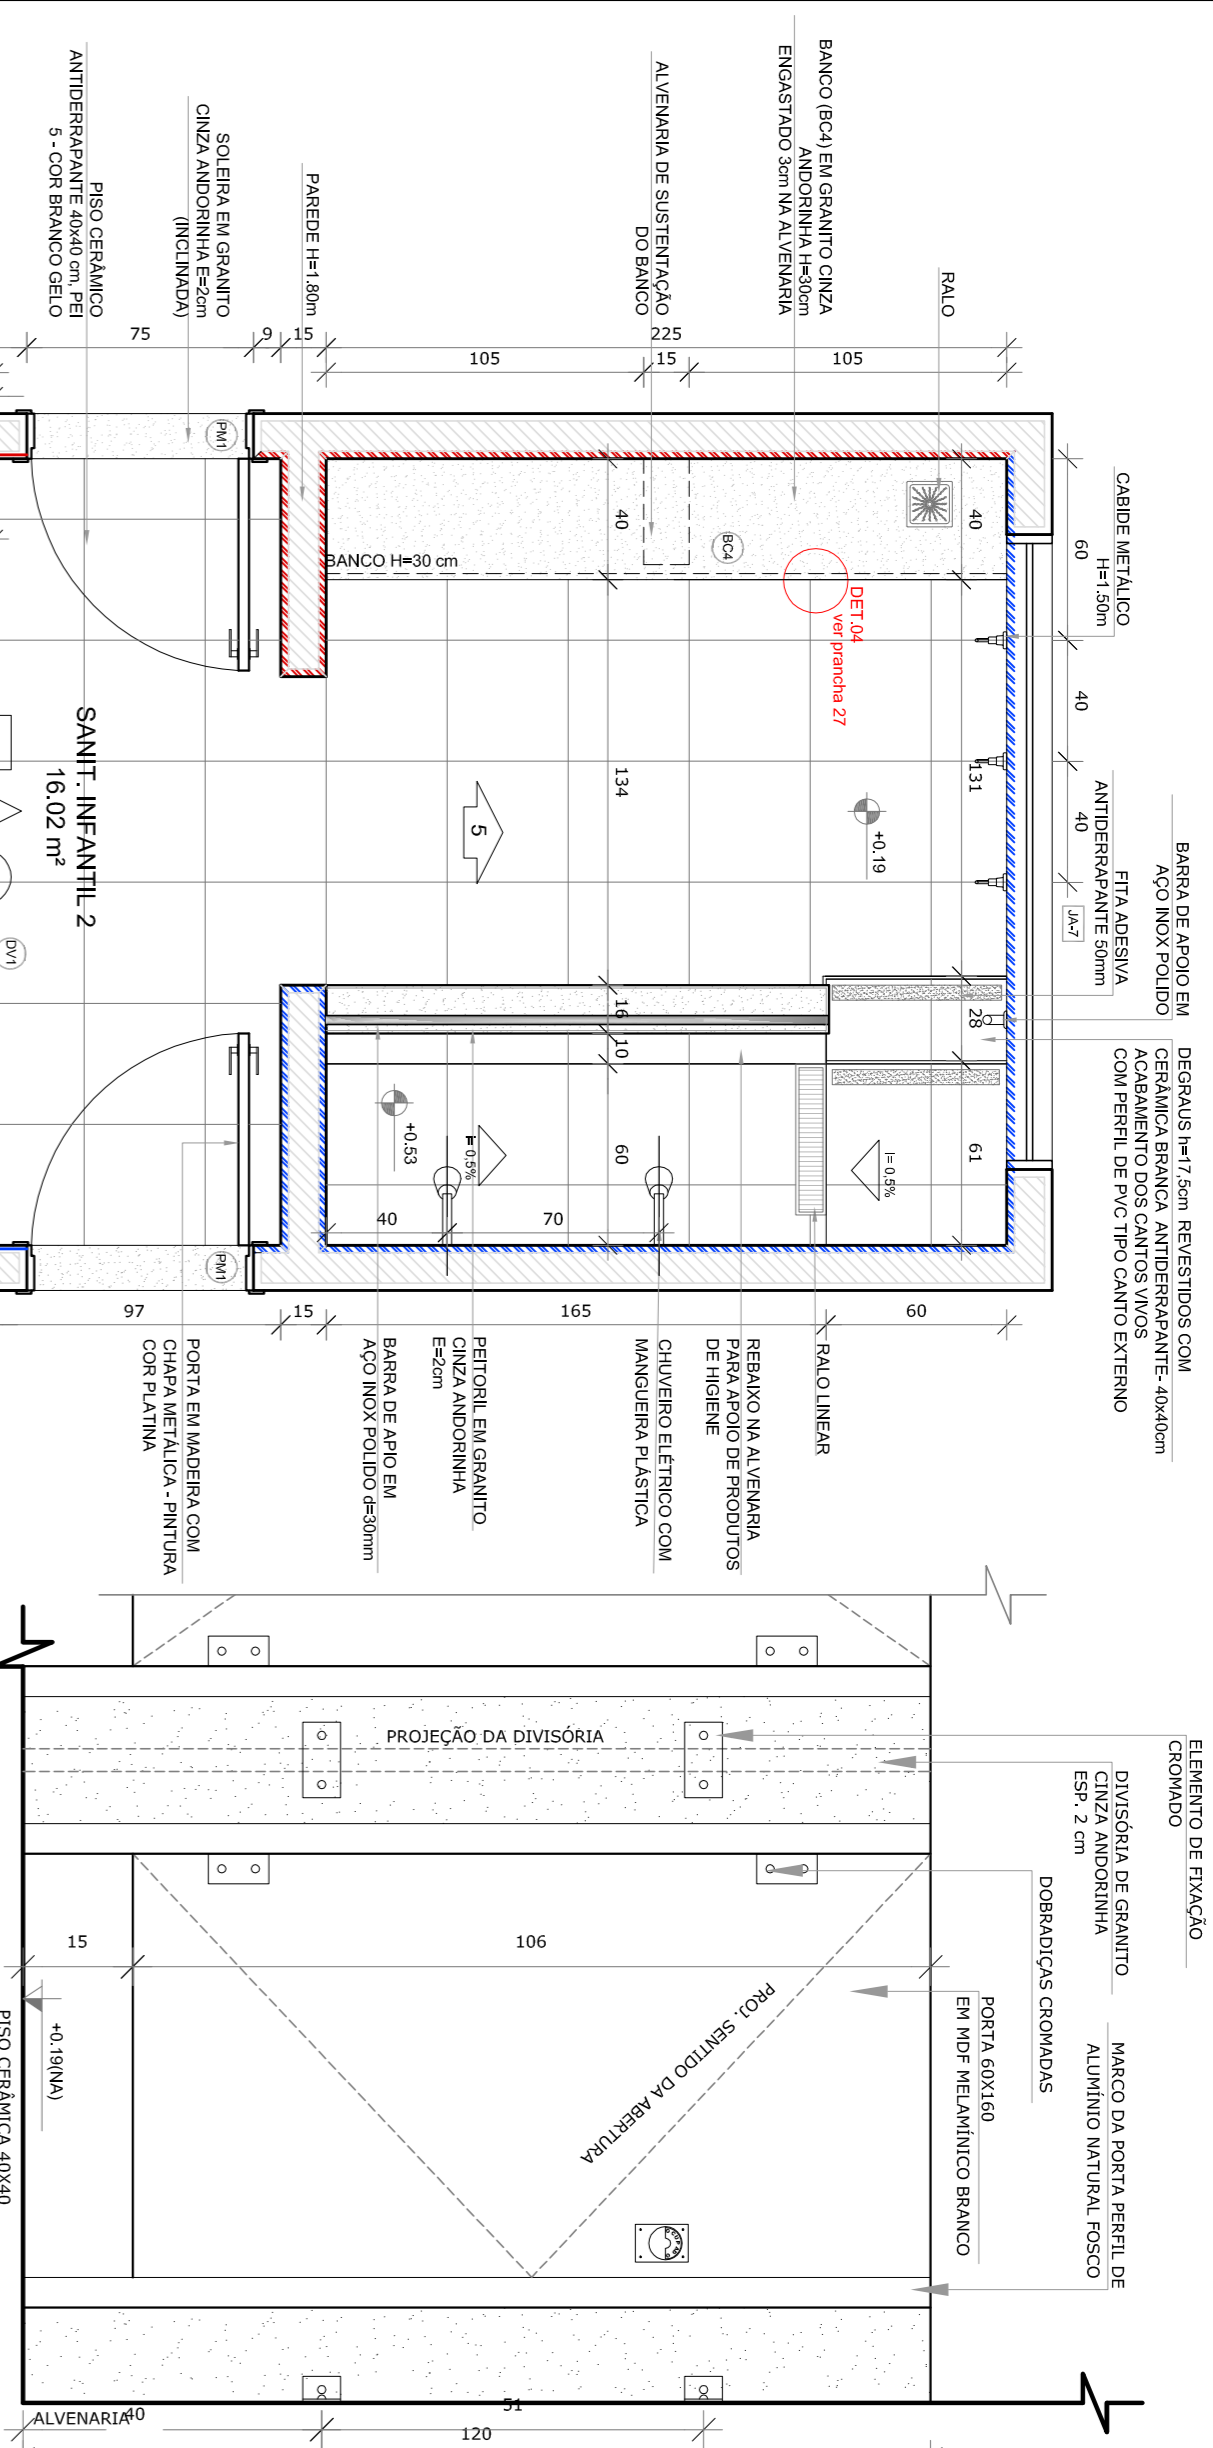 BANCO (BC4) EM GRANITO CINZA
ANDORINHA H=30cm
ENGASTADO 3cm NA ALVENARIA
ALVENARIA DE SUSTENTAÇÃO
DO BANCO
RALO
PAREDE H=1.80m
SOLEIRA EM GRANITO
CINZA ANDORINHA E=2cm
(INCLINADA)
PISO CERÂMICO
ANTIDERRAPANTE 40x40 cm, PEI
5 - COR BRANCO GELO
75
9
15
225
105
15
105
PM1
40
40
BC4
BANCO H=30 cm
DET.04
ver prancha 27
CABIDE METÁLICO
H=1.50m
60
40
40
131
134
5
+0.19
SANIT. INFANTIL 2
16.02 m²
DV1
JA-7
FITA ADESIVA
ANTIDERRAPANTE 50mm
BARRA DE APOIO EM
AÇO INOX POLIDO
DEGRAUS h=17,5cm REVESTIDOS COM
CERÂMICA BRANCA ANTIDERRAPANTE- 40x40cm
ACABAMENTO DOS CANTOS VIVOS
COM PERFIL DE PVC TIPO CANTO EXTERNO
16
10
28
60
61
+0.53
i= 0,5%
I= 0,5%
40
70
PM1
97
15
165
60
RALO LINEAR
REBAIXO NA ALVENARIA
PARA APOIO DE PRODUTOS
DE HIGIENE
CHUVEIRO ELÉTRICO COM
MANGUEIRA PLÁSTICA
PEITORIL EM GRANITO
CINZA ANDORINHA
E=2cm
BARRA DE APIO EM
AÇO INOX POLIDO d=30mm
PORTA EM MADEIRA COM
CHAPA METÁLICA - PINTURA
COR PLATINA
PROJEÇÃO DA DIVISÓRIA
ELEMENTO DE FIXAÇÃO
CROMADO
DIVISÓRIA DE GRANITO
CINZA ANDORINHA
ESP. 2 cm
DOBRADIÇAS CROMADAS
15
106
PROJ. SENTIDO DA ABERTURA
PORTA 60X160
EM MDF MELAMÍNICO BRANCO
MARCO DA PORTA PERFIL DE
ALUMÍNIO NATURAL FOSCO
+0.19(NA)
PISO CERÂMICA 40X40
ALVENARIA
40
51
120